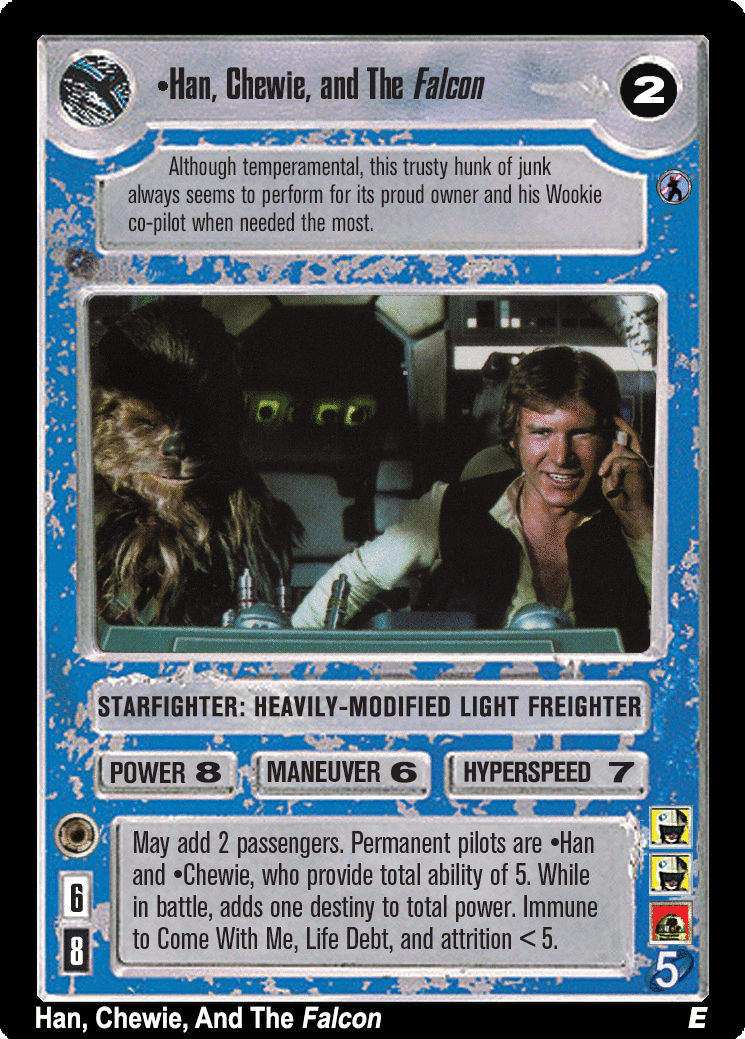 •Han, Chewie, and The Falcon
2
Although temperamental, this trusty hunk of junk
always seems to perform for its proud owner and his Wookie
co-pilot when needed the most.
STARFIGHTER: HEAVILY-MODIFIED LIGHT FREIGHTER
POWER 8 MANEUVER 6 HYPERSPEED 7
May add 2 passengers. Permanent pilots are •Han
and •Chewie, who provide total ability of 5. While
in battle, adds one destiny to total power. Immune
to Come With Me, Life Debt, and attrition < 5.
6
8
5
Han, Chewie, And The Falcon E